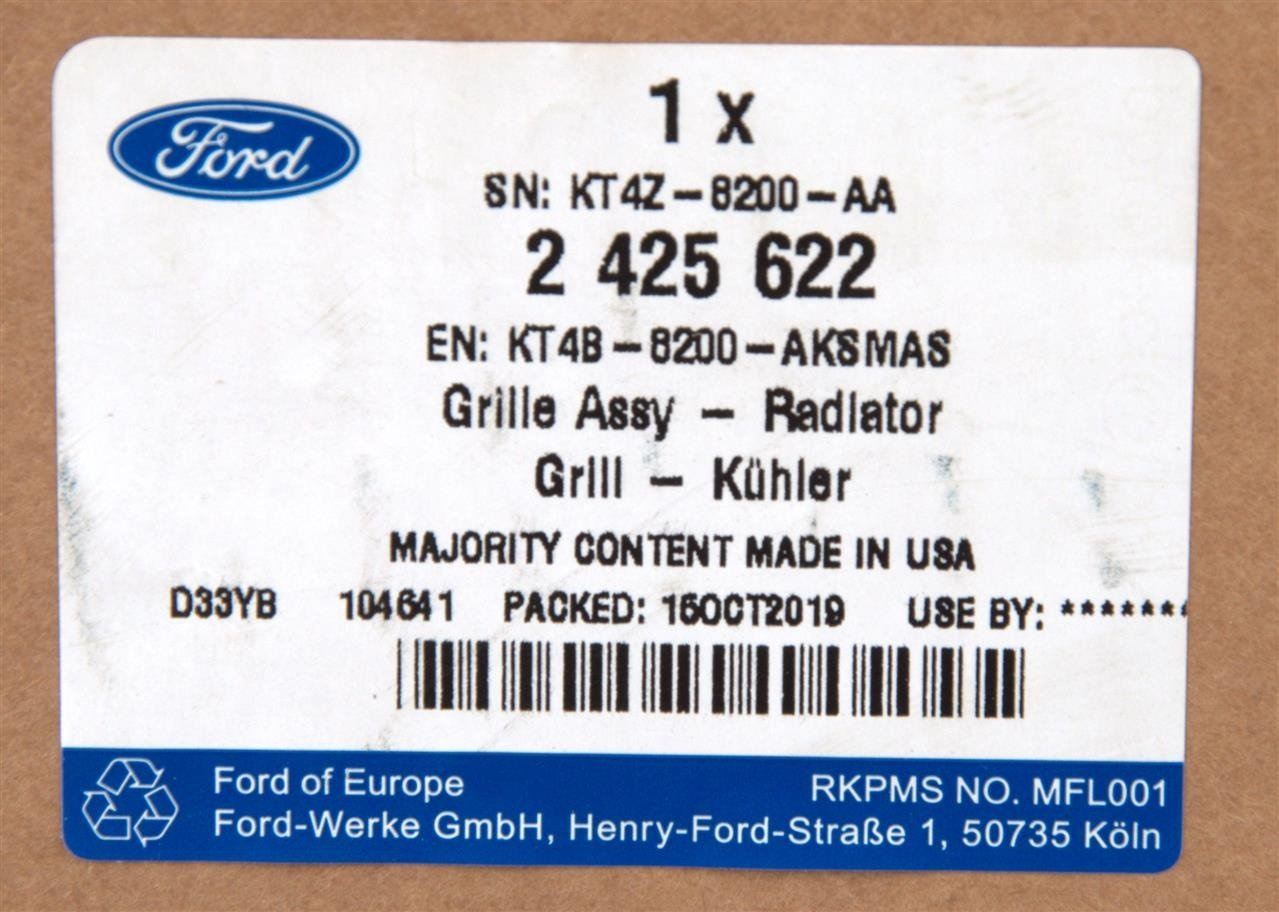 Ford
1 x
SN: KT4Z-8200-AA
2 425 622
EN: KT4B-8200-AKSMAS
Grille Assy - Radiator
Grill - Kühler
MAJORITY CONTENT MADE IN USA
D33YB 104641 PACKED: 15OCT2019 USE BY: *******
Ford of Europe RKPMS NO. MFL001
Ford-Werke GmbH, Henry-Ford-Straße 1, 50735 Köln